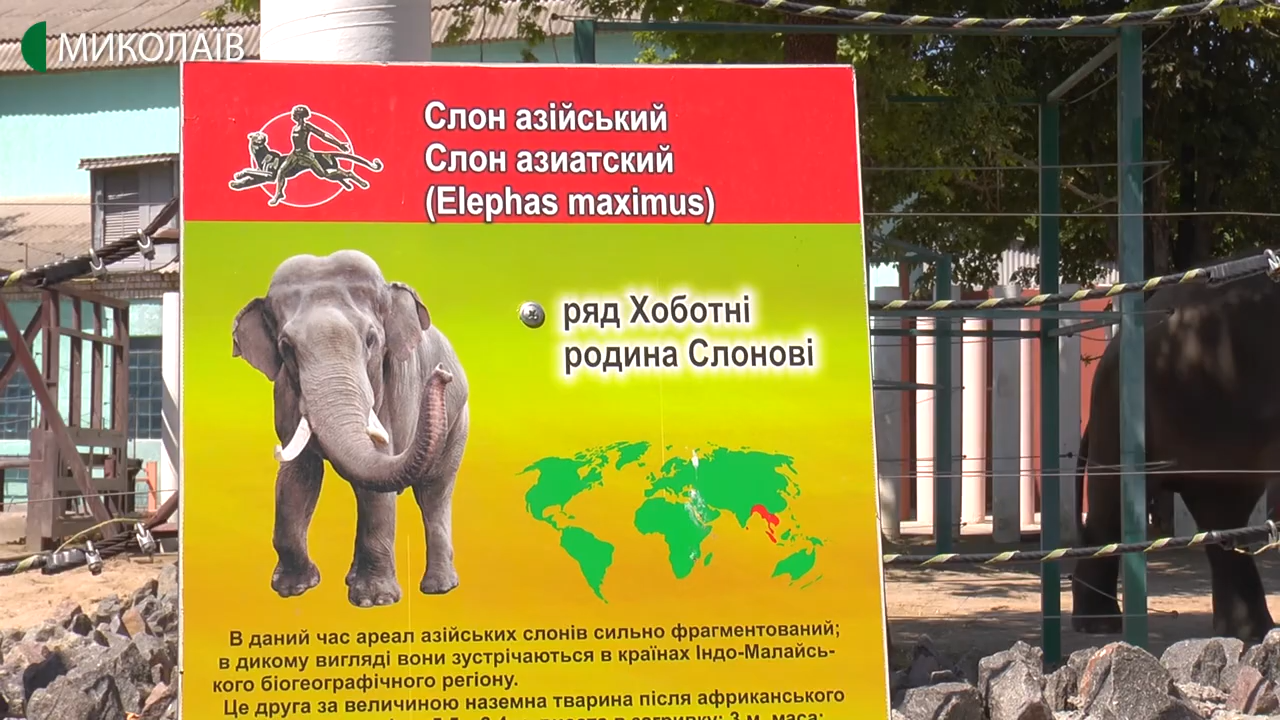 МИКОЛАЇВ
Слон азійський
Слон азиатский
(Elephas maximus)
ряд Хоботні
родина Слонові
В даний час ареал азійських слонів сильно фрагментований;
в дикому вигляді вони зустрічаються в країнах Індо-Малайсь-
кого біогеографічного регіону.
Це друга за величиною наземна тварина після африканського